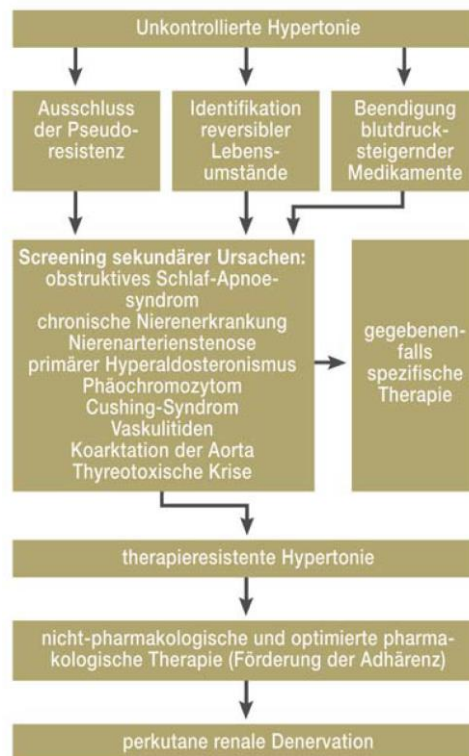 Unkontrollierte Hypertonie
Ausschluss
der Pseudo-
resistenz
Identifikation
reversibler
Lebens-
umstände
Beendigung
blutdruck-
steigernder
Medikamente
Screening sekundärer Ursachen:
obstruktives Schlaf-Apnoe-
syndrom
chronische Nierenerkrankung
Nierenarterienstenose
primärer Hyperaldosteronismus
Phäochromozytom
Cushing-Syndrom
Vaskulitiden
Koarktation der Aorta
Thyreotoxische Krise
gegebenen-
falls
spezifische
Therapie
therapieresistente Hypertonie
nicht-pharmakologische und optimierte pharma-
kologische Therapie (Förderung der Adhärenz)
perkutane renale Denervation